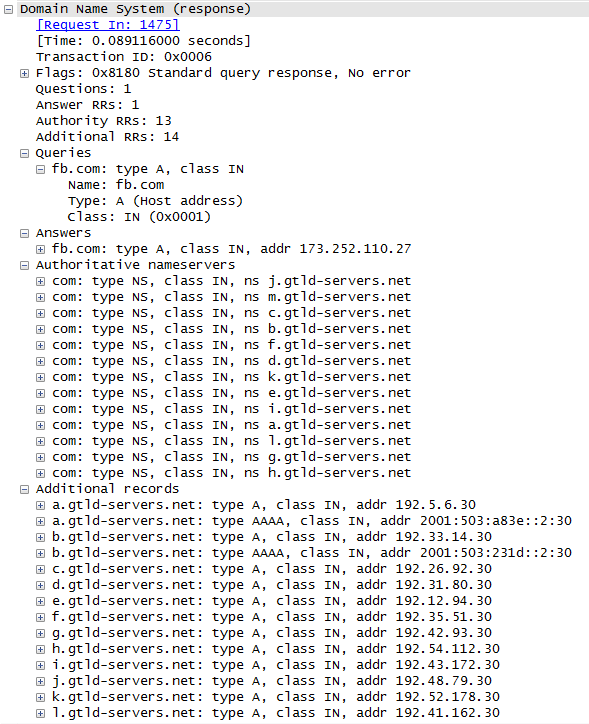 Domain Name System (response)
[Request In: 1475]
[Time: 0.089116000 seconds]
Transaction ID: 0x0006
Flags: 0x8180 Standard query response, No error
Questions: 1
Answer RRs: 1
Authority RRs: 13
Additional RRs: 14
Queries
fb.com: type A, class IN
Name: fb.com
Type: A (Host address)
Class: IN (0x0001)
Answers
fb.com: type A, class IN, addr 173.252.110.27
Authoritative nameservers
com: type NS, class IN, ns j.gtld-servers.net
com: type NS, class IN, ns m.gtld-servers.net
com: type NS, class IN, ns c.gtld-servers.net
com: type NS, class IN, ns b.gtld-servers.net
com: type NS, class IN, ns f.gtld-servers.net
com: type NS, class IN, ns d.gtld-servers.net
com: type NS, class IN, ns k.gtld-servers.net
com: type NS, class IN, ns e.gtld-servers.net
com: type NS, class IN, ns i.gtld-servers.net
com: type NS, class IN, ns a.gtld-servers.net
com: type NS, class IN, ns l.gtld-servers.net
com: type NS, class IN, ns g.gtld-servers.net
com: type NS, class IN, ns h.gtld-servers.net
Additional records
a.gtld-servers.net: type A, class IN, addr 192.5.6.30
a.gtld-servers.net: type AAAA, class IN, addr 2001:503:a83e::2:30
b.gtld-servers.net: type A, class IN, addr 192.33.14.30
b.gtld-servers.net: type AAAA, class IN, addr 2001:503:231d::2:30
c.gtld-servers.net: type A, class IN, addr 192.26.92.30
d.gtld-servers.net: type A, class IN, addr 192.31.80.30
e.gtld-servers.net: type A, class IN, addr 192.12.94.30
f.gtld-servers.net: type A, class IN, addr 192.35.51.30
g.gtld-servers.net: type A, class IN, addr 192.42.93.30
h.gtld-servers.net: type A, class IN, addr 192.54.112.30
i.gtld-servers.net: type A, class IN, addr 192.43.172.30
j.gtld-servers.net: type A, class IN, addr 192.48.79.30
k.gtld-servers.net: type A, class IN, addr 192.52.178.30
l.gtld-servers.net: type A, class IN, addr 192.41.162.30